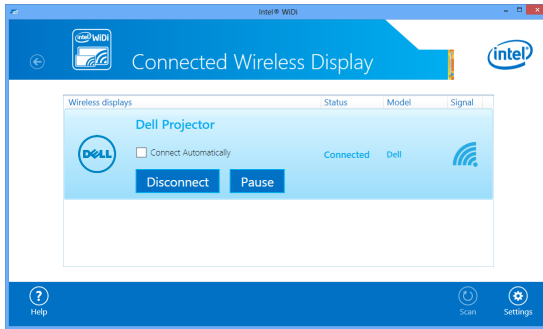 Intel® WiDi
intel WiDi
Connected Wireless Display
intel
Wireless displays Status Model Signal
Dell Projector
DELL
Connect Automatically
Connected Dell
Disconnect Pause
?
Help
Scan
Settings